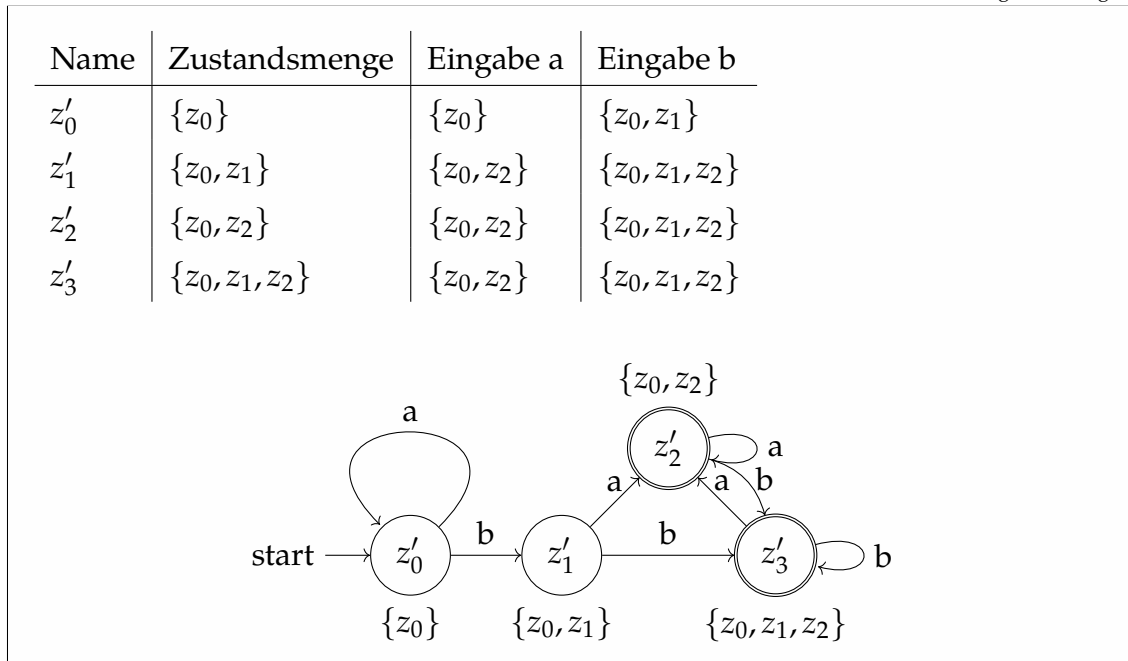 Name Zustandsmenge Eingabe a Eingabe b
z′₀ {z₀} {z₀} {z₀, z₁}
z′₁ {z₀, z₁} {z₀, z₂} {z₀, z₁, z₂}
z′₂ {z₀, z₂} {z₀, z₂} {z₀, z₁, z₂}
z′₃ {z₀, z₁, z₂} {z₀, z₂} {z₀, z₁, z₂}
{z₀, z₂}
a
z′₂ a
a a b
start z′₀ b z′₁ b z′₃ b
{z₀} {z₀, z₁} {z₀, z₁, z₂}